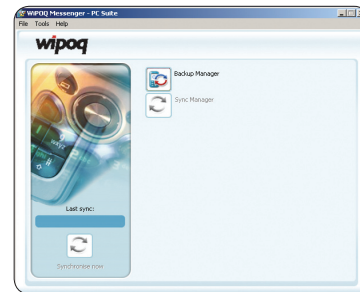 WiPOQ Messenger - PC Suite
File Tools Help
wipoq
Backup Manager
Sync Manager
Last sync:
Synchronise now